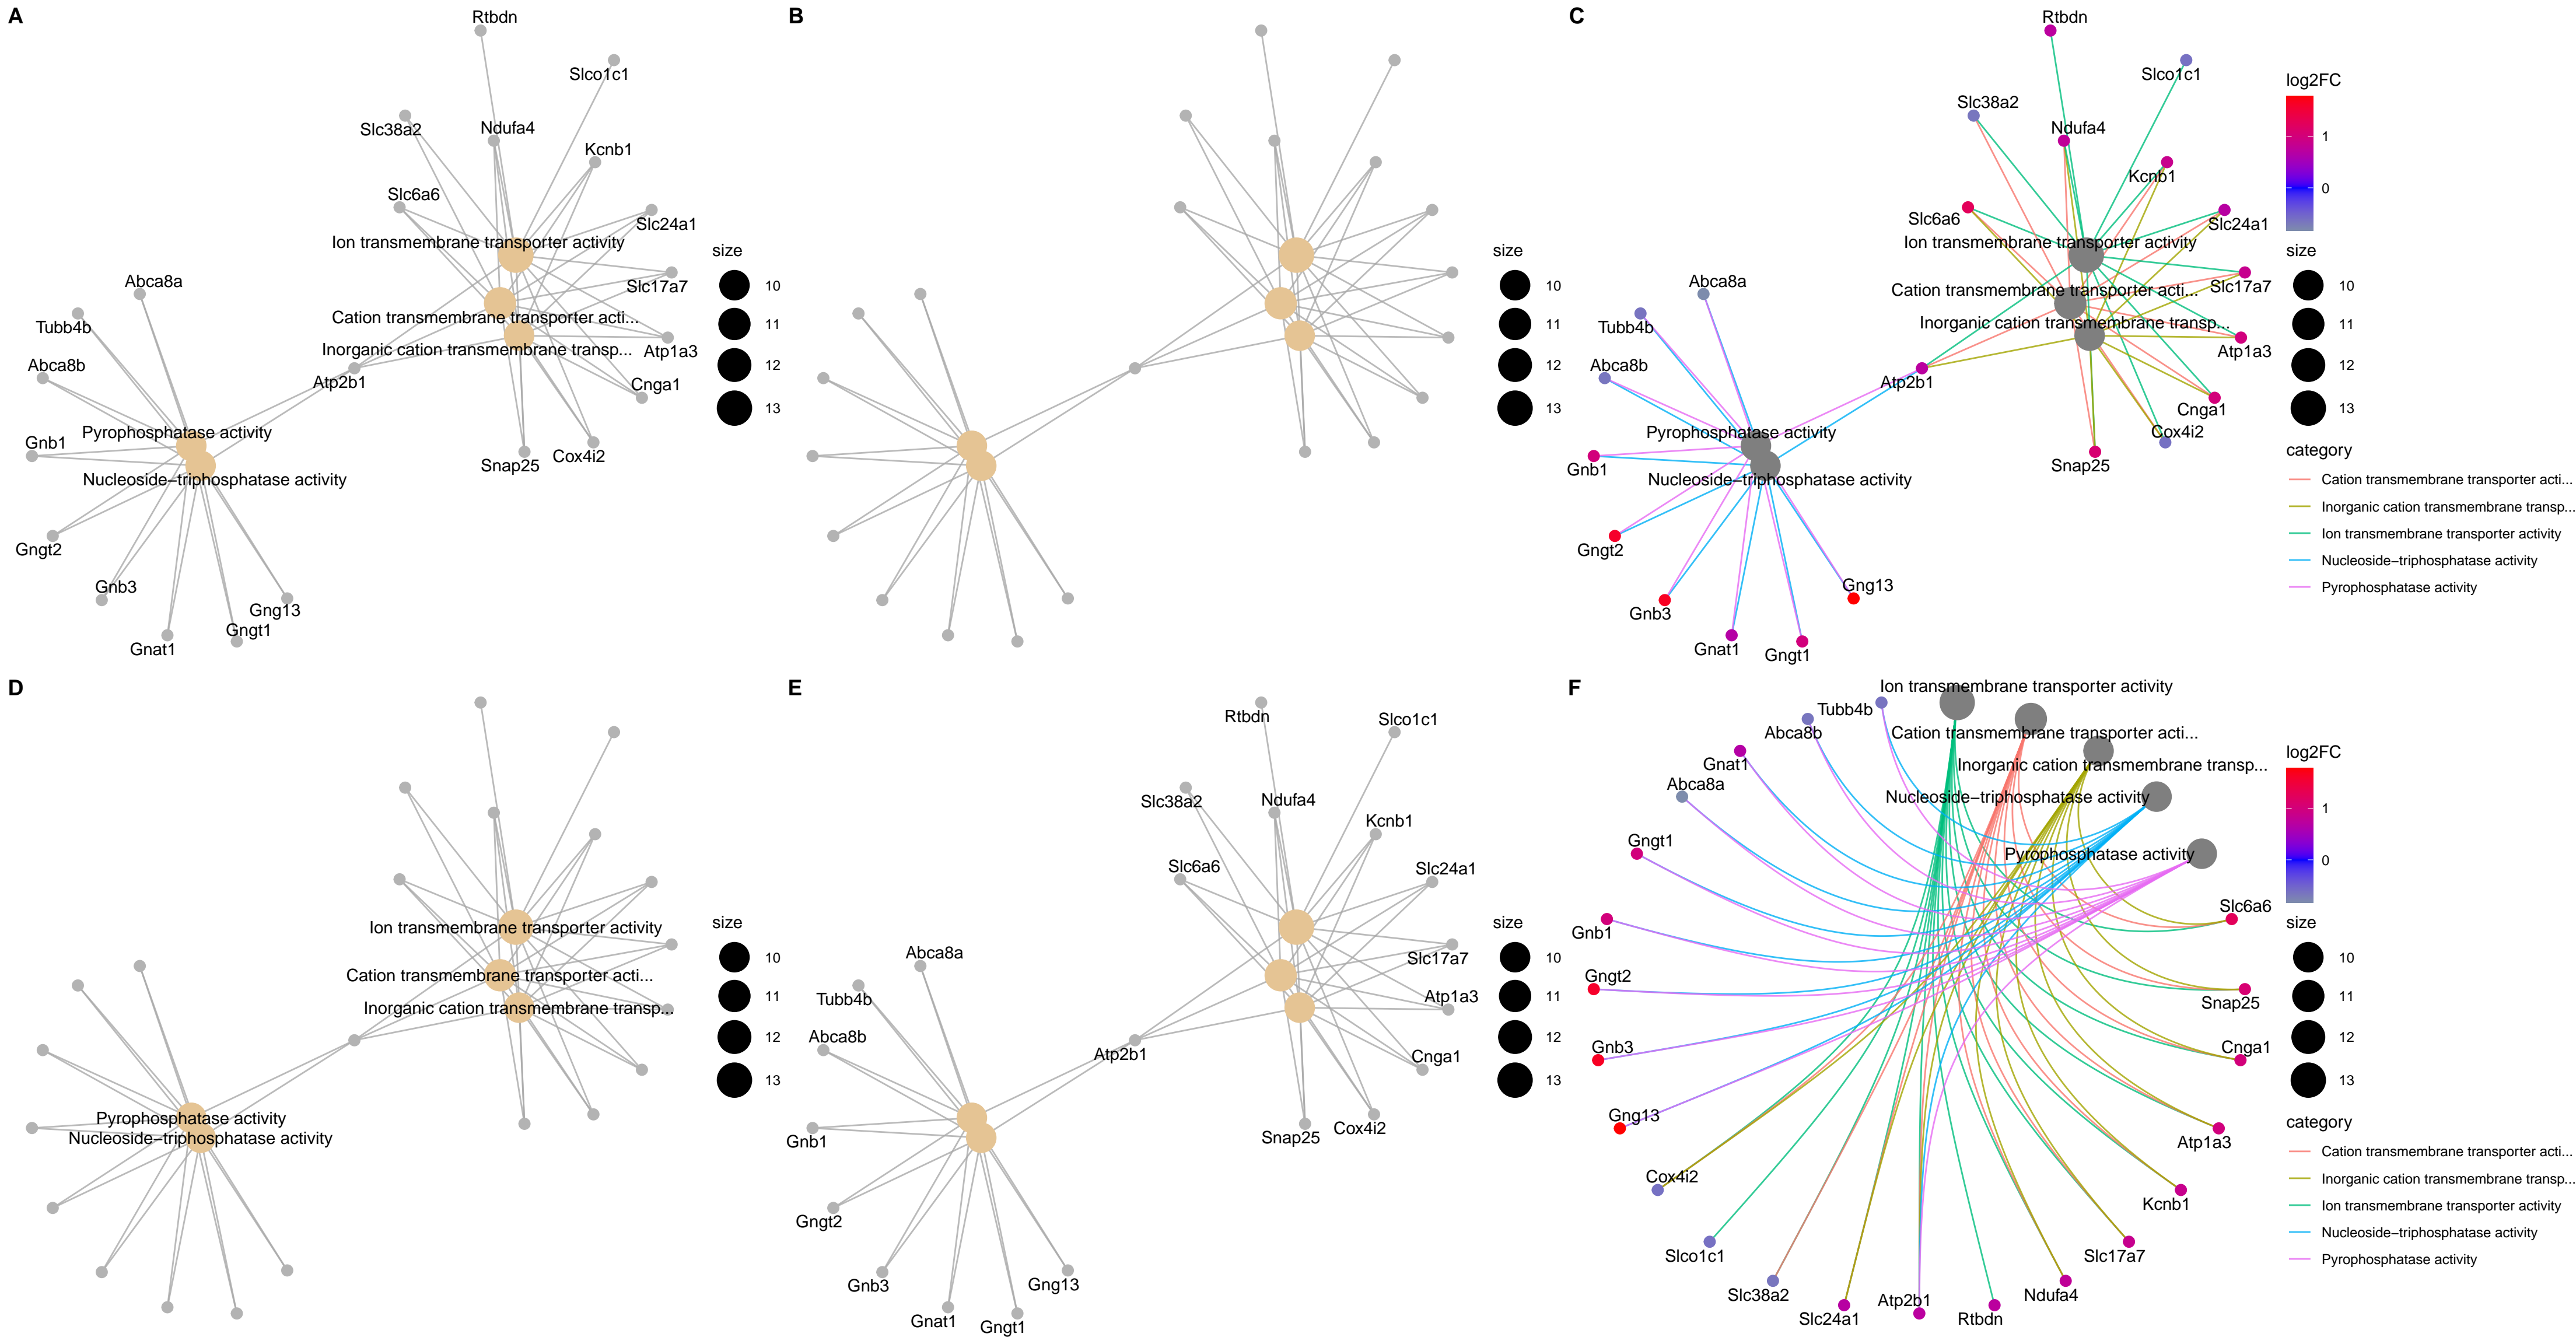 A
Rtbdn
Slco1c1
Slc38a2
Ndufa4
Kcnb1
Slc6a6
Slc24a1
Ion transmembrane transporter activity
Slc17a7
Cation transmembrane transporter acti...
Inorganic cation transmembrane transp...
Atp1a3
Atp2b1
Cnga1
Abca8a
Tubb4b
Abca8b
Pyrophosphatase activity
Gnb1
Snap25
Cox4i2
Nucleoside−triphosphatase activity
Gngt2
Gnb3
Gng13
Gngt1
Gnat1
size
10
11
12
13
B
size
10
11
12
13
C
Rtbdn
Slco1c1
Slc38a2
Ndufa4
Kcnb1
Slc6a6
Slc24a1
Ion transmembrane transporter activity
Abca8a
Slc17a7
Cation transmembrane transporter acti...
Tubb4b
Inorganic cation transmembrane transp...
Atp1a3
Abca8b
Atp2b1
Cnga1
Pyrophosphatase activity
Cox4i2
Gnb1
Snap25
Nucleoside−triphosphatase activity
Gngt2
Gng13
Gnb3
Gnat1
Gngt1
log2FC
1
0
size
10
11
12
13
category
Cation transmembrane transporter acti...
Inorganic cation transmembrane transp...
Ion transmembrane transporter activity
Nucleoside−triphosphatase activity
Pyrophosphatase activity
D
Ion transmembrane transporter activity
Cation transmembrane transporter acti...
Inorganic cation transmembrane transp...
Pyrophosphatase activity
Nucleoside−triphosphatase activity
size
10
11
12
13
E
Rtbdn
Slco1c1
Slc38a2
Ndufa4
Kcnb1
Slc6a6
Slc24a1
Abca8a
Slc17a7
Tubb4b
Atp1a3
Abca8b
Atp2b1
Cnga1
Gnb1
Snap25
Cox4i2
Gngt2
Gnb3
Gng13
Gnat1
Gngt1
size
10
11
12
13
F
Ion transmembrane transporter activity
Tubb4b
Abca8b
Cation transmembrane transporter acti...
Gnat1
Inorganic cation transmembrane transp...
Abca8a
Nucleoside−triphosphatase activity
Gngt1
Pyrophosphatase activity
Slc6a6
Gnb1
Gngt2
Snap25
Gnb3
Cnga1
Gng13
Atp1a3
Cox4i2
Kcnb1
Slco1c1
Slc17a7
Slc38a2
Ndufa4
Slc24a1
Atp2b1
Rtbdn
log2FC
1
0
size
10
11
12
13
category
Cation transmembrane transporter acti...
Inorganic cation transmembrane transp...
Ion transmembrane transporter activity
Nucleoside−triphosphatase activity
Pyrophosphatase activity